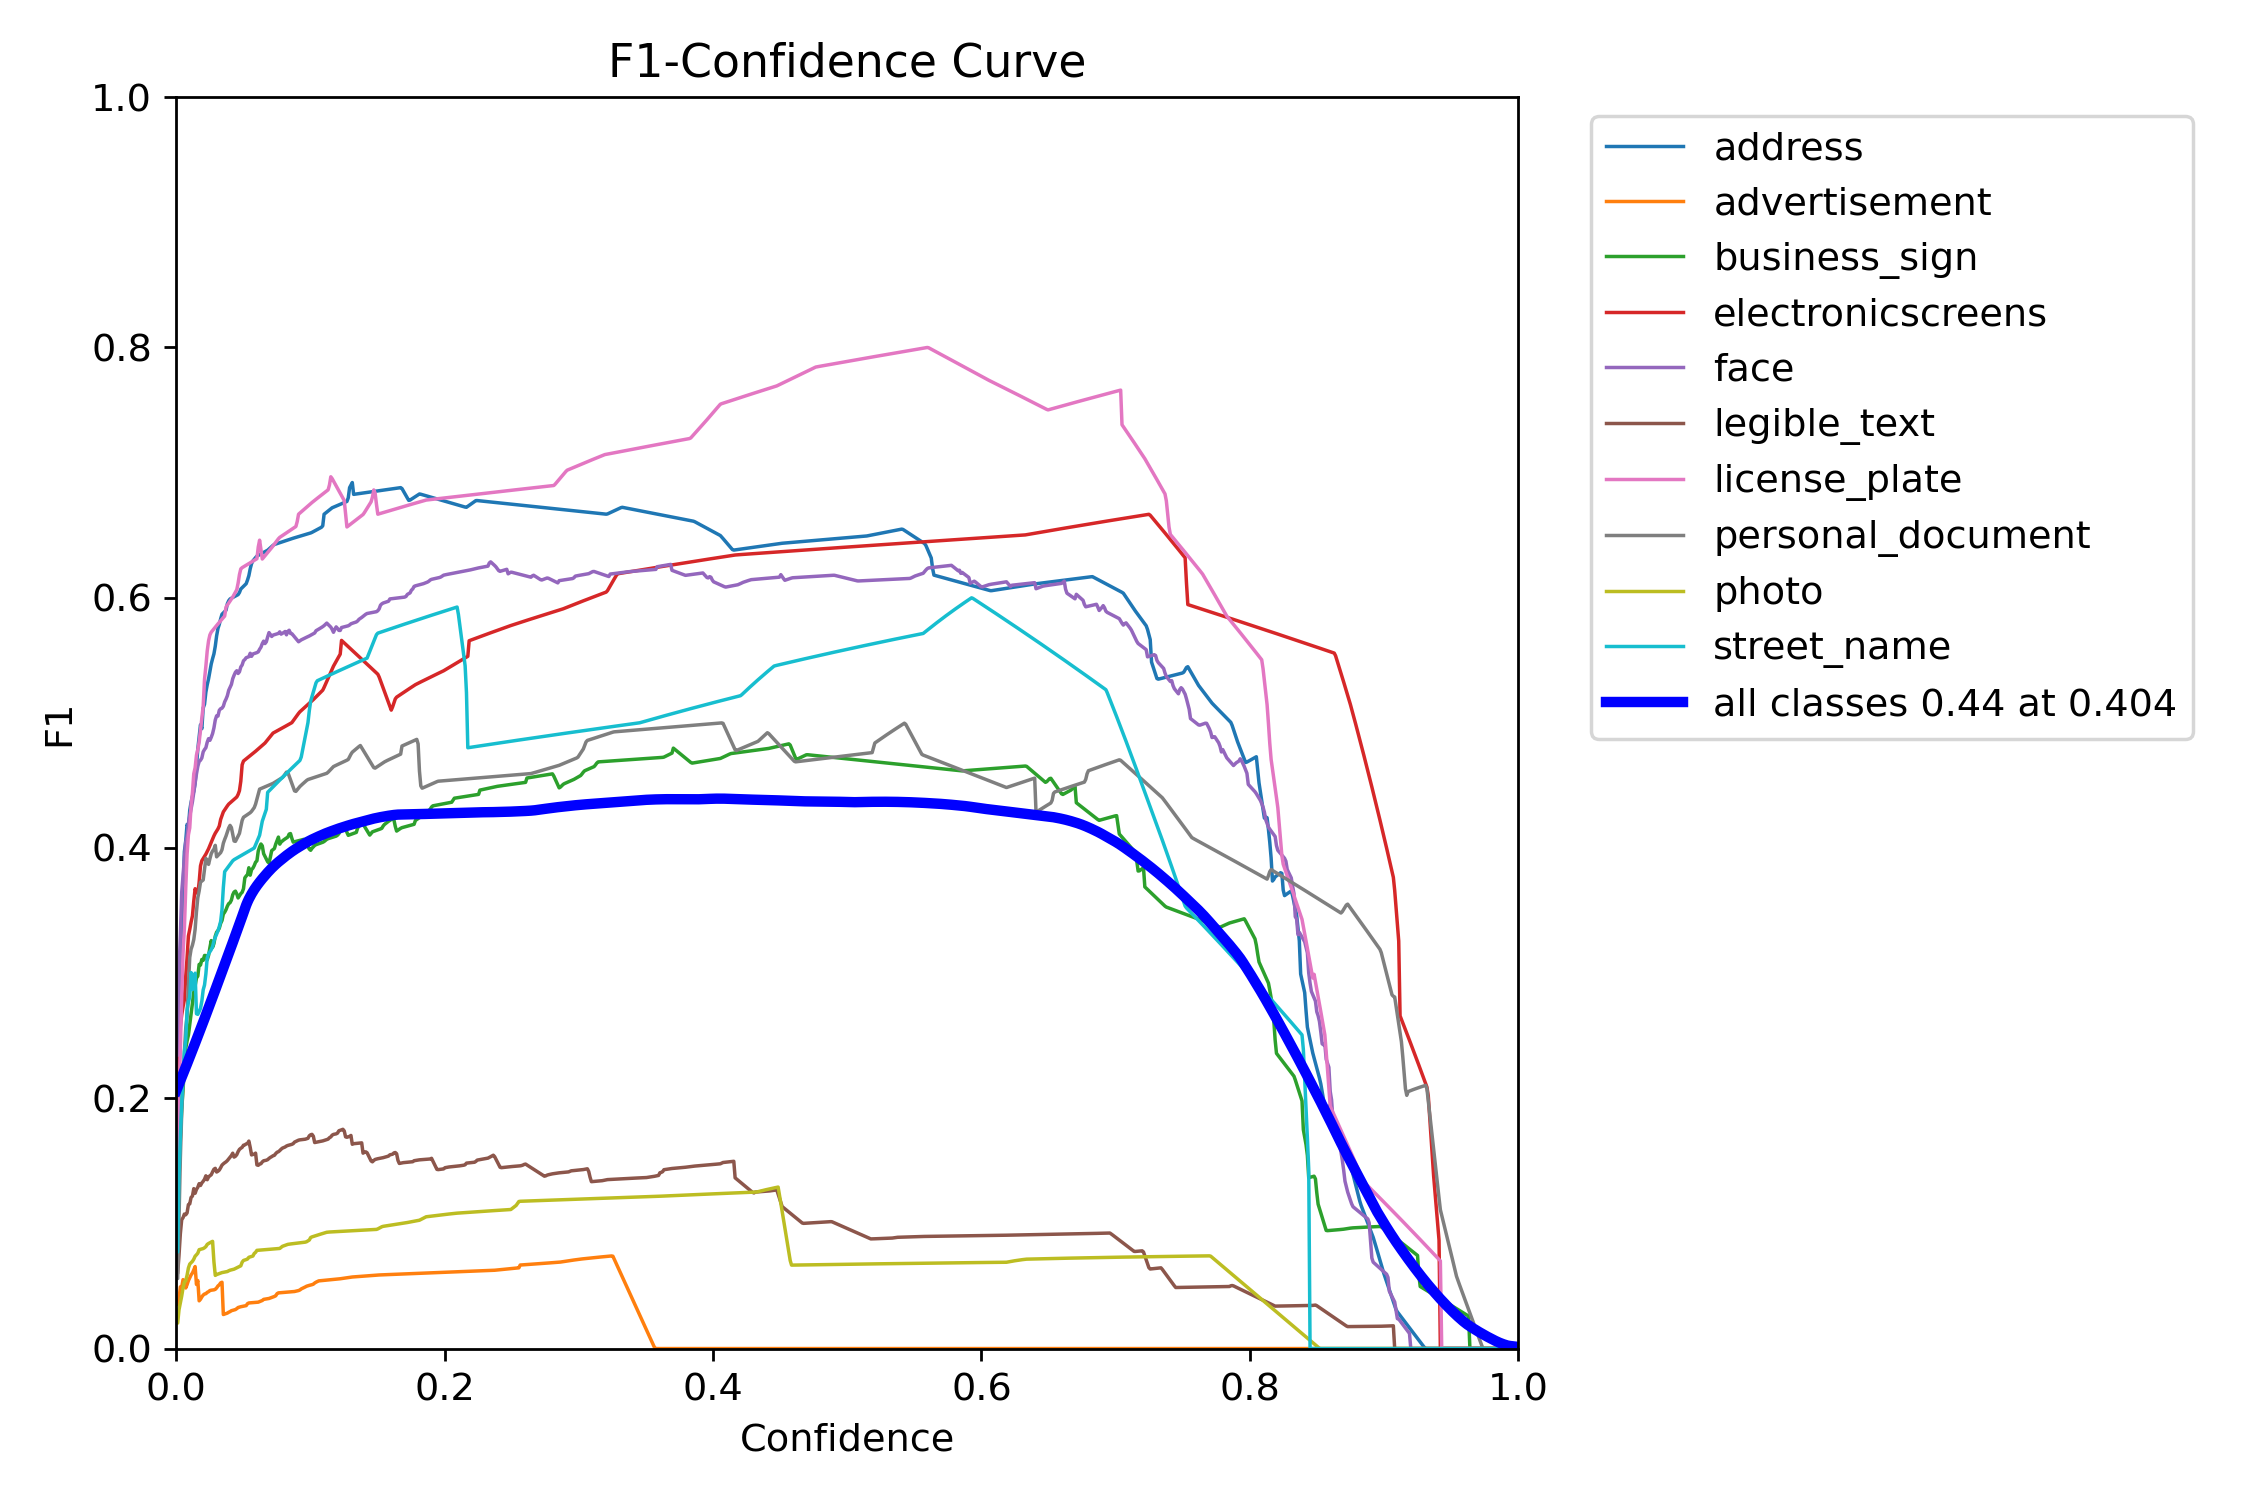 F1-Confidence Curve
F1
1.0
0.8
0.6
0.4
0.2
0.0
0.0 0.2 0.4 0.6 0.8 1.0
Confidence
address
advertisement
business_sign
electronicscreens
face
legible_text
license_plate
personal_document
photo
street_name
all classes 0.44 at 0.404